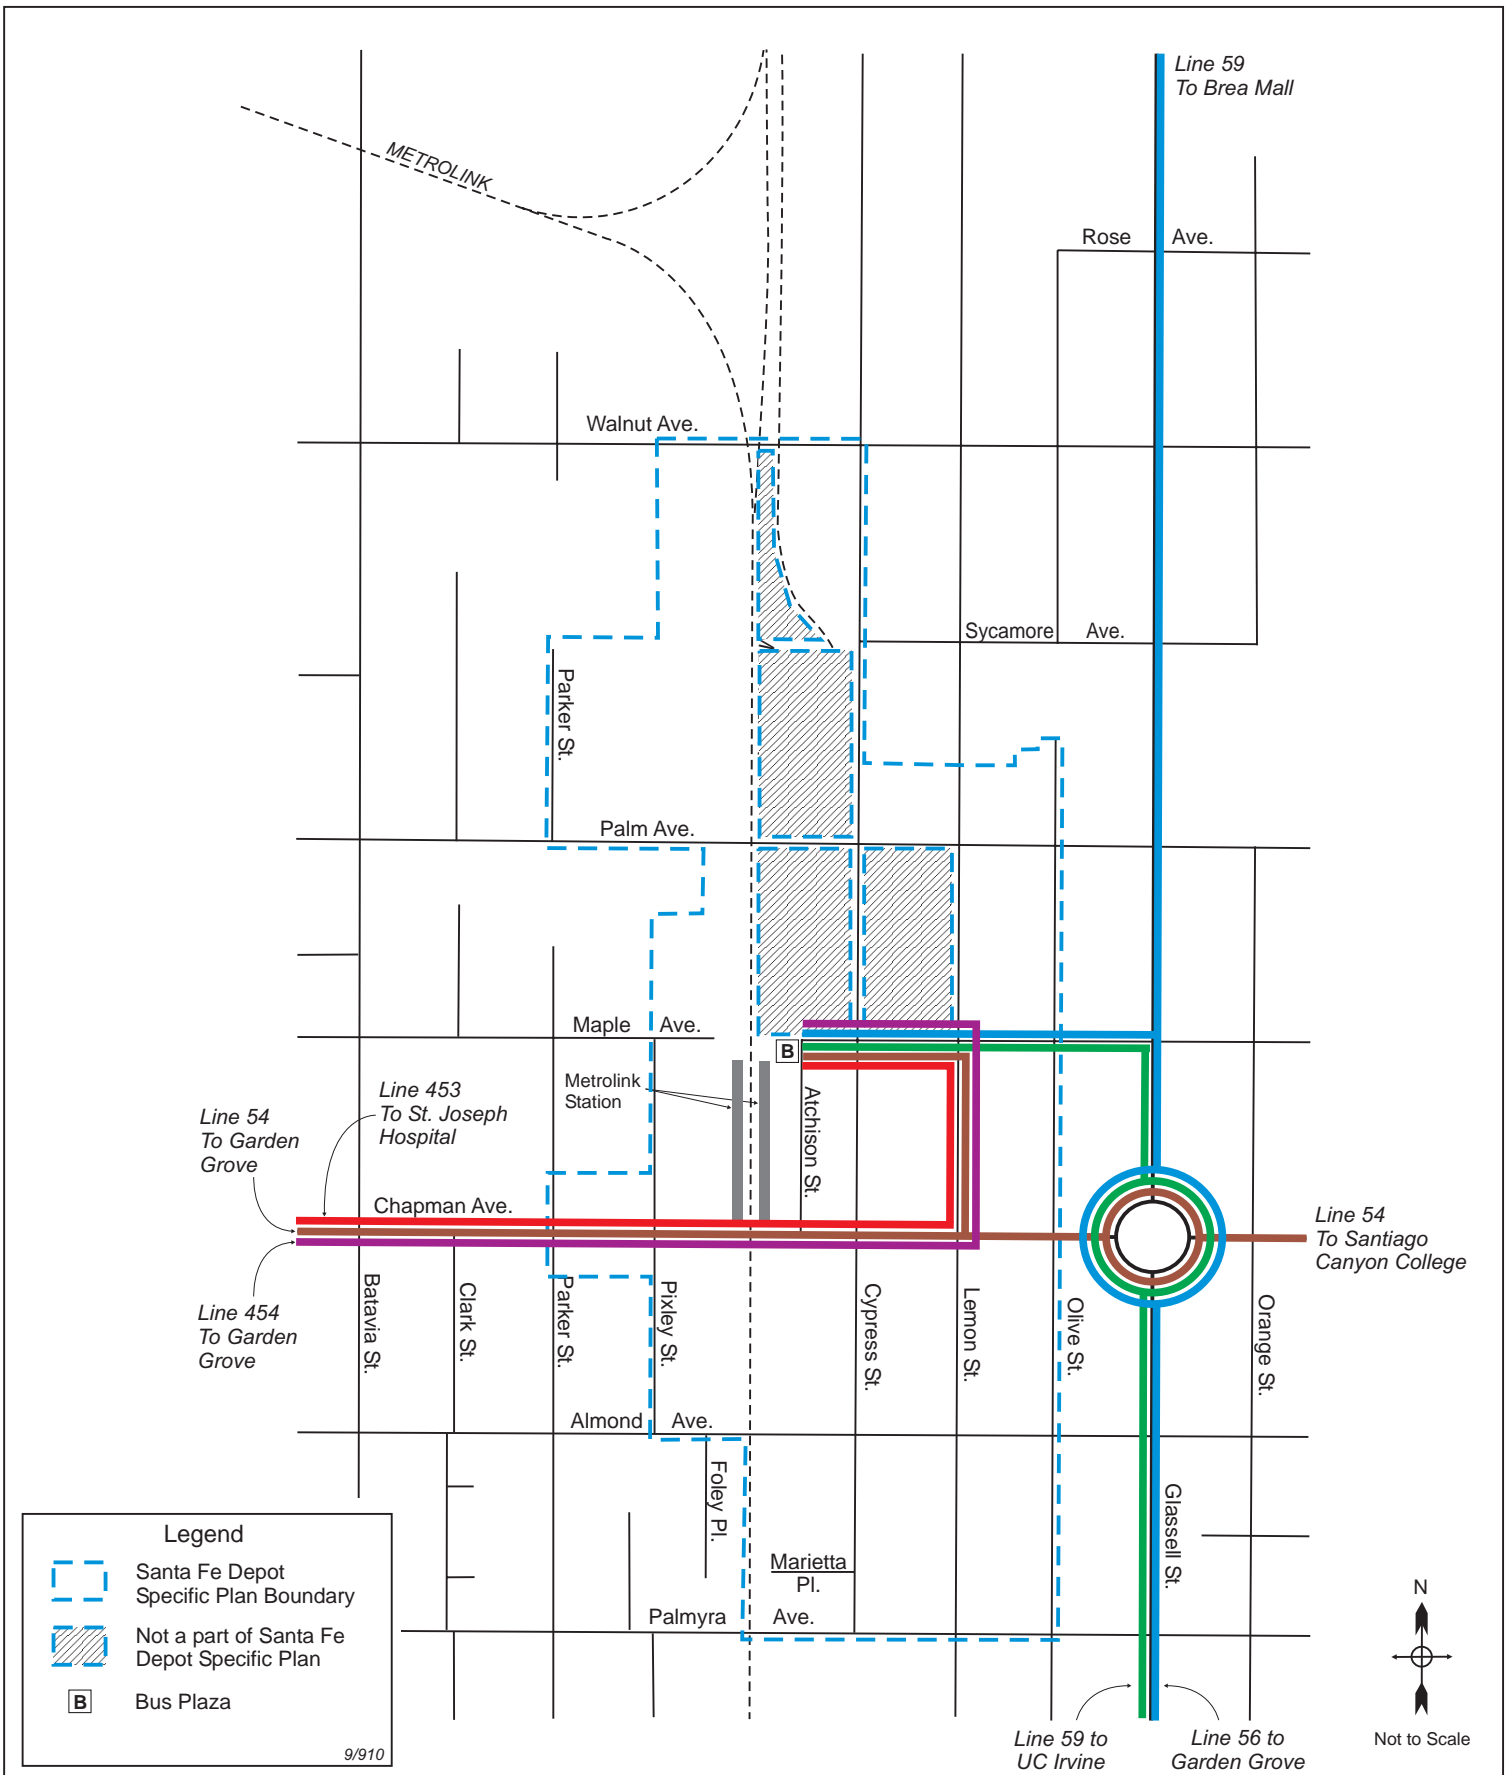 Line 59
To Brea Mall
METROLINK
Rose Ave.
Walnut Ave.
Sycamore Ave.
Parker St.
Palm Ave.
Maple Ave.
B
Metrolink
Station
Atchison St.
Line 453
To St. Joseph
Hospital
Line 54
To Garden
Grove
Chapman Ave.
Line 54
To Santiago
Canyon College
Line 454
To Garden
Grove
Batavia St.
Clark St.
Parker St.
Pixley St.
Cypress St.
Lemon St.
Olive St.
Orange St.
Almond Ave.
Foley Pl.
Glassell St.
Marietta
Pl.
Palmyra Ave.
Legend
Santa Fe Depot
Specific Plan Boundary
Not a part of Santa Fe
Depot Specific Plan
B Bus Plaza
9/910
Line 59 to
UC Irvine
Line 56 to
Garden Grove
N
Not to Scale